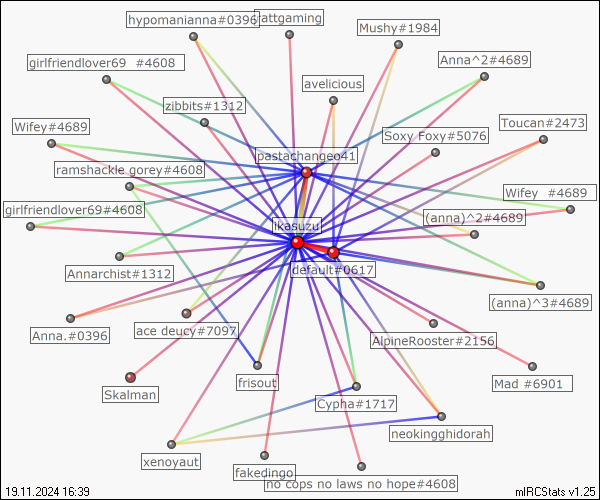 hypomanianna#0396
rattgaming
Mushy#1984
girlfriendlover69 #4608
Anna^2#4689
avelicious
zibbits#1312
Wifey#4689
Soxy Foxy#5076
Toucan#2473
pastachangeo41
ramshackle gorey#4608
Wifey #4689
girlfriendlover69#4608
(anna)^2#4689
ikasuzu
Annarchist#1312
default#0617
(anna)^3#4689
Anna.#0396
ace deucy#7097
AlpineRooster#2156
Skalman
frisout
Mad #6901
Cypha#1717
neokingghidorah
xenoyaut
fakedingo
no cops no laws no hope#4608
19.11.2024 16:39
mIRCStats v1.25